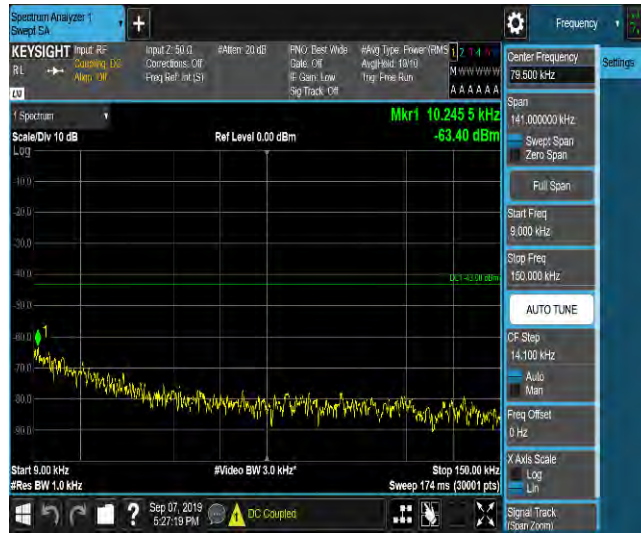 Spectrum Analyzer 1
Swept SA
+
Frequency
KEYSIGHT
RL
Input: RF
Coupling: DC
Align: Off
Input Z: 50 Ω
Corrections: Off
Freq Ref: Int (S)
#Atten: 20 dB
PNO: Best Wide
Gate: Off
IF Gain: Low
Sig Track: Off
#Avg Type: Power (RMS
Avg|Hold: 10/10
Trig: Free Run
1 2
M W W W W W
A A A A A A
1 Spectrum
Scale/Div 10 dB
Log
Ref Level 0.00 dBm
Mkr1 10.245 5 kHz
-63.40 dBm
-10.0
-20.0
-30.0
-40.0
DL1 -43.00 dBm
-50.0
-60.0
1
-70.0
-80.0
-90.0
Start 9.00 kHz
#Res BW 1.0 kHz
#Video BW 3.0 kHz*
Stop 150.00 kHz
Sweep 174 ms (30001 pts)
?
Sep 07, 2019
5:27:19 PM
DC Coupled
Center Frequency
79.500 kHz
Settings
Span
141.000000 kHz
Swept Span
Zero Span
Full Span
Start Freq
9.000 kHz
Stop Freq
150.000 kHz
AUTO TUNE
CF Step
14.100 kHz
Auto
Man
Freq Offset
0 Hz
X Axis Scale
Log
Lin
Signal Track
(Span Zoom)